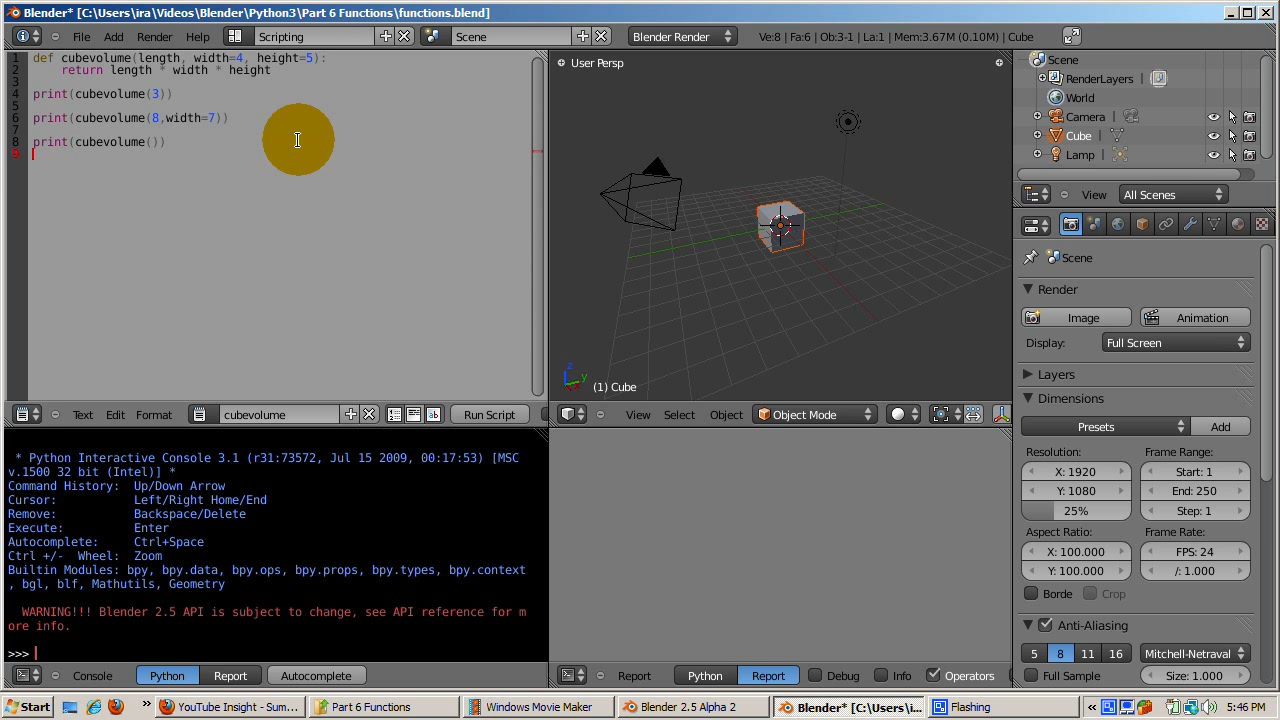 Blender* [C:\Users\ira\Videos\Blender\Python3\Part 6 Functions\functions.blend]
File Add Render Help Scripting Scene Blender Render Ve:8 | Fa:6 | Ob:3-1 | La:1 | Mem:3.67M (0.10M) | Cube
1 def cubevolume(length, width=4, height=5):
2 return length * width * height
3
4 print(cubevolume(3))
5
6 print(cubevolume(8,width=7))
7
8 print(cubevolume())
9
User Persp
z
y
(1) Cube
Scene
RenderLayers |
World
Camera |
Cube |
Lamp |
View All Scenes
Scene
Render
Image Animation
Display: Full Screen
Layers
Dimensions
Presets Add
Resolution: Frame Range:
X: 1920 Start: 1
Y: 1080 End: 250
25% Step: 1
Aspect Ratio: Frame Rate:
X: 100.000 FPS: 24
Y: 100.000 /: 1.000
Borde Crop
Anti-Aliasing
5 8 11 16 Mitchell-Netraval
Full Sample Size: 1.000
Text Edit Format cubevolume ab Run Script
View Select Object Object Mode
* Python Interactive Console 3.1 (r31:73572, Jul 15 2009, 00:17:53) [MSC
v.1500 32 bit (Intel)] *
Command History: Up/Down Arrow
Cursor: Left/Right Home/End
Remove: Backspace/Delete
Execute: Enter
Autocomplete: Ctrl+Space
Ctrl +/- Wheel: Zoom
Builtin Modules: bpy, bpy.data, bpy.ops, bpy.props, bpy.types, bpy.context
, bgl, blf, Mathutils, Geometry
WARNING!!! Blender 2.5 API is subject to change, see API reference for m
ore info.
>>>
Console Python Report Autocomplete
Report Python Report Debug Info Operators
Start » YouTube Insight - Sum... Part 6 Functions Windows Movie Maker Blender 2.5 Alpha 2 Blender* [C:\Users\i... Flashing « 5:46 PM